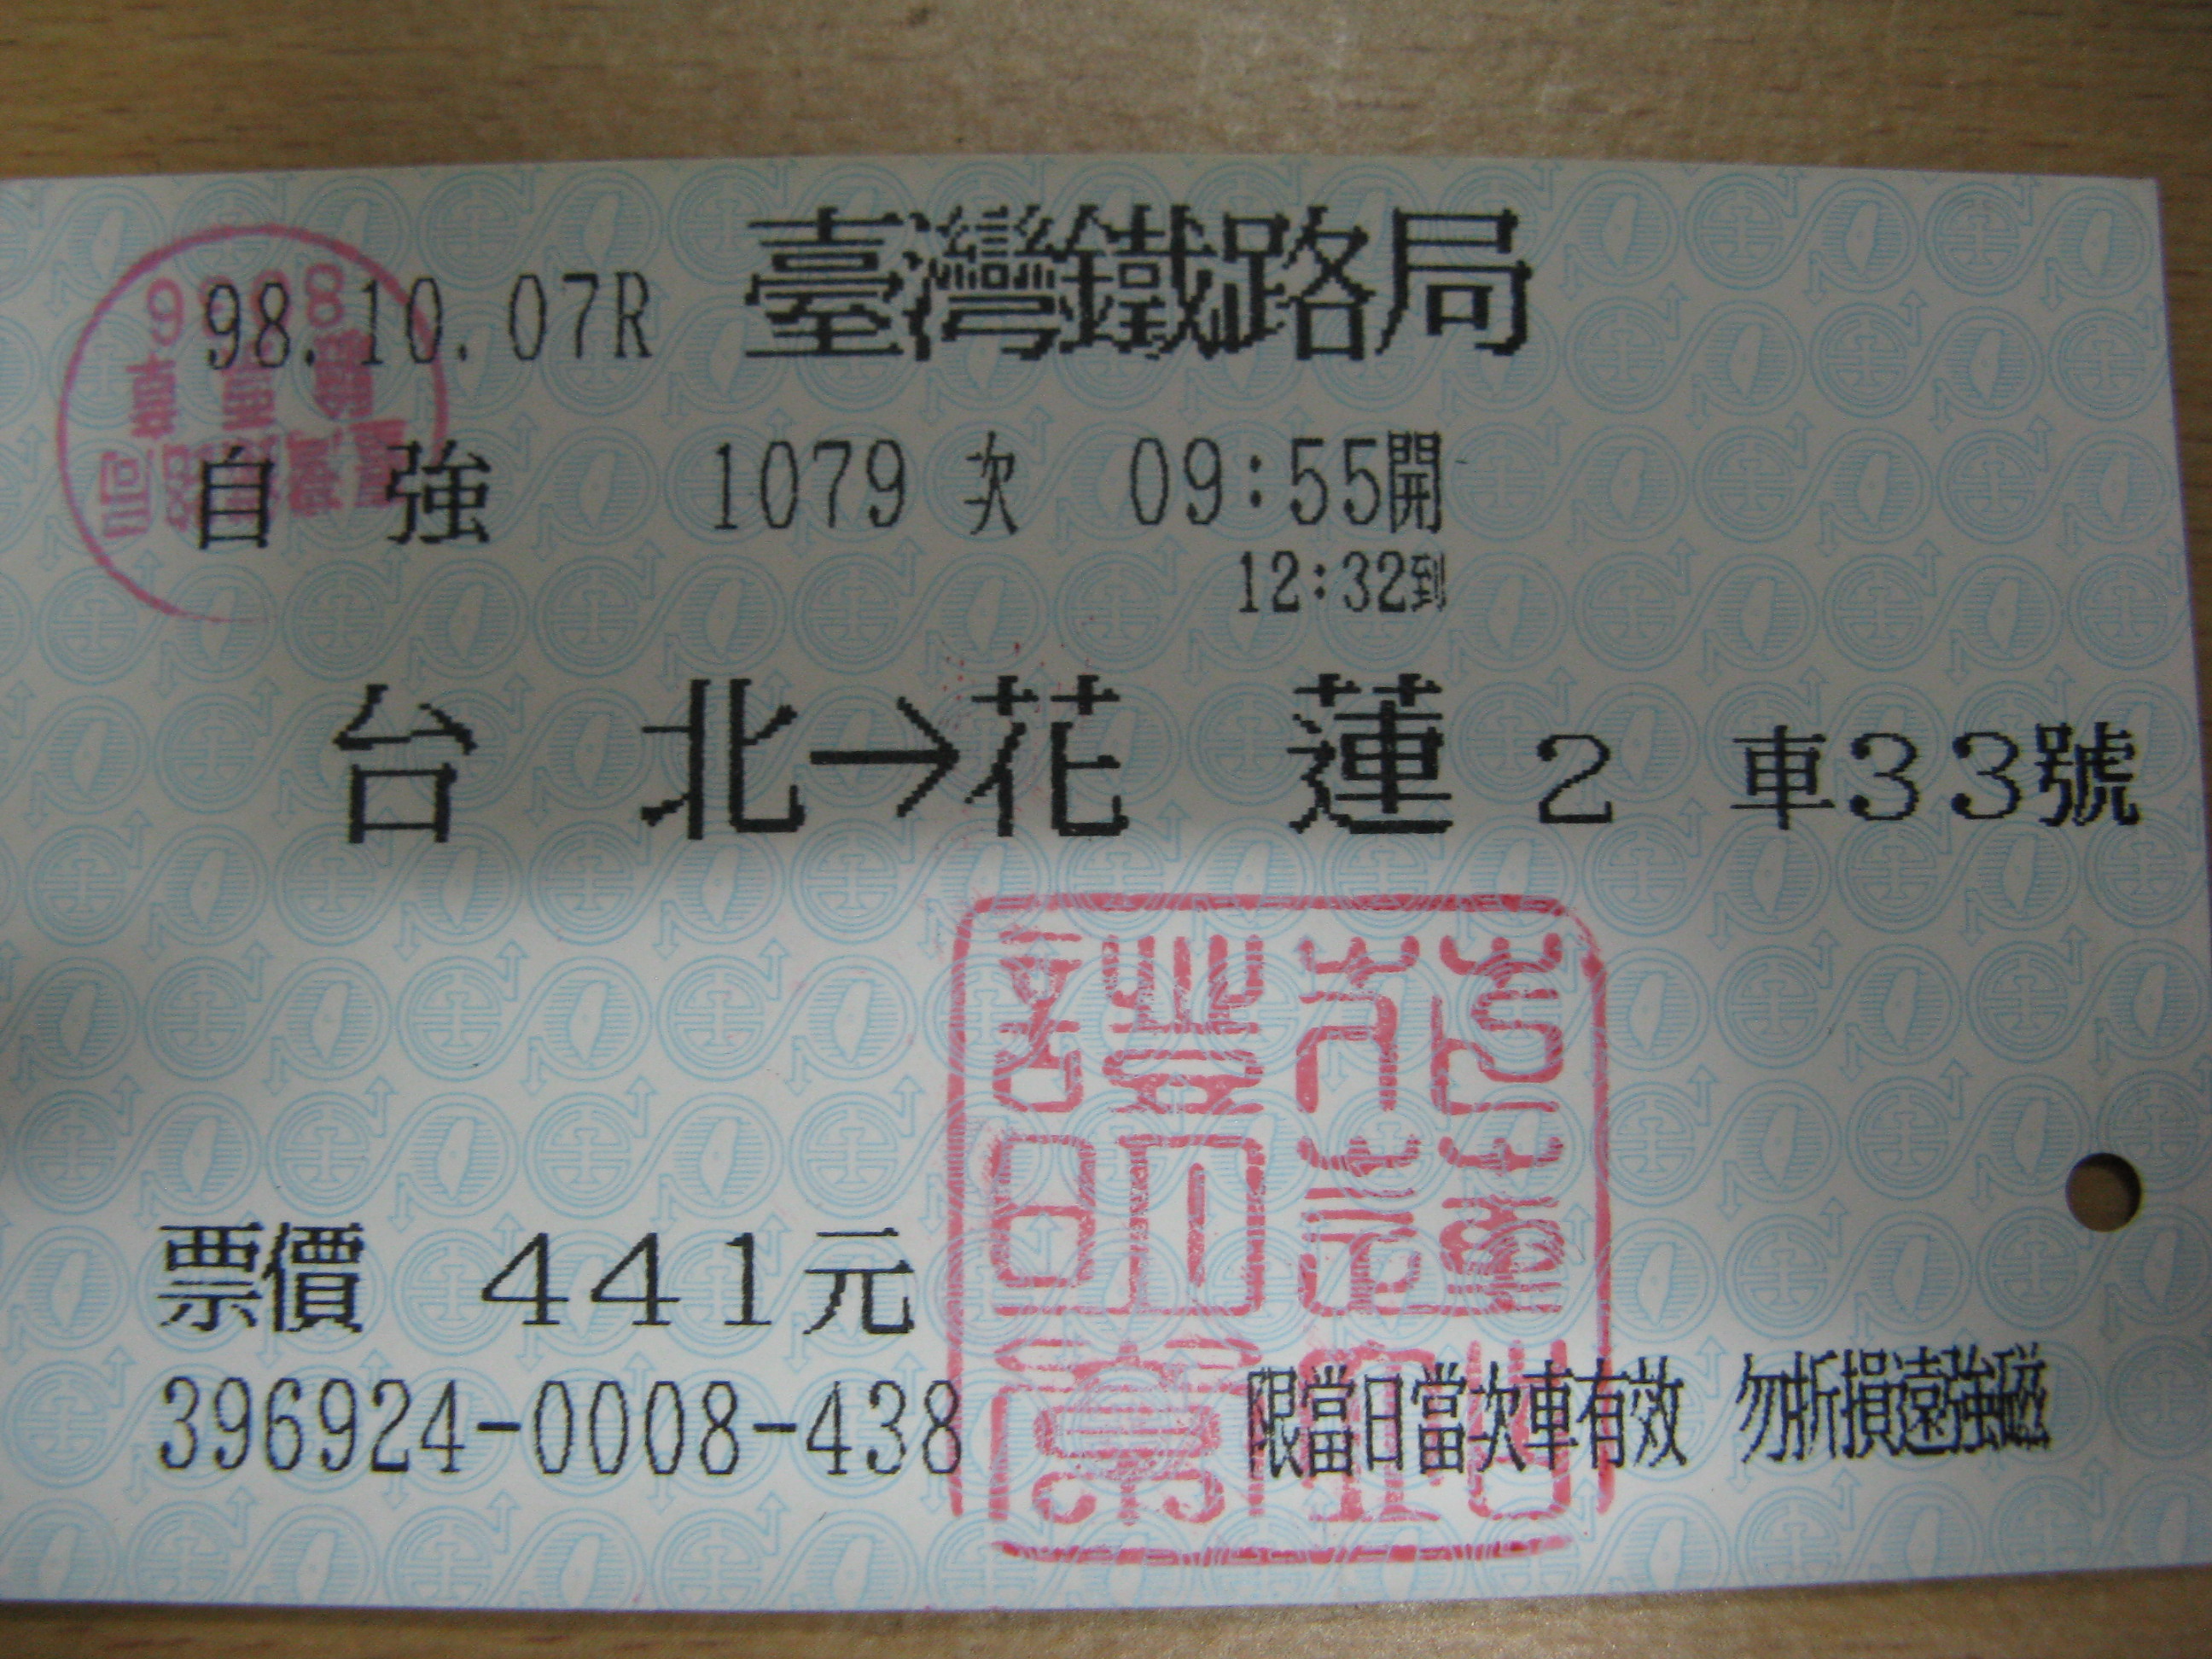 98.10.07R 臺灣鐵路局
自 強 1079 次 09:55開
12:32到
台 北→花 蓮 2 車33號
票價 441元
396924-0008-438 限當日當次車有效 勿折損遠強磁